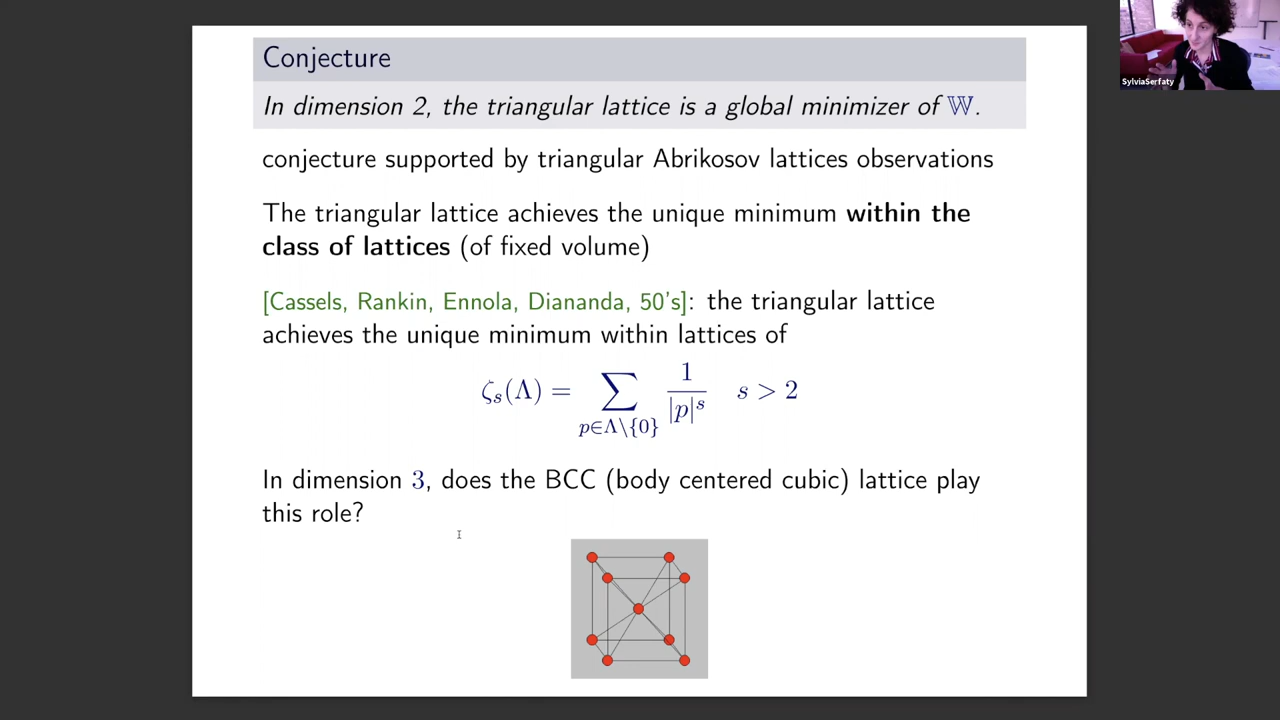 Conjecture
In dimension 2, the triangular lattice is a global minimizer of 𝕎.
conjecture supported by triangular Abrikosov lattices observations
The triangular lattice achieves the unique minimum within the
class of lattices (of fixed volume)
[Cassels, Rankin, Ennola, Diananda, 50's]: the triangular lattice
achieves the unique minimum within lattices of
ζₛ(Λ) = ∑_{p∈Λ\{0}} 1/|p|ˢ s > 2
In dimension 3, does the BCC (body centered cubic) lattice play
this role?
SylviaSerfaty